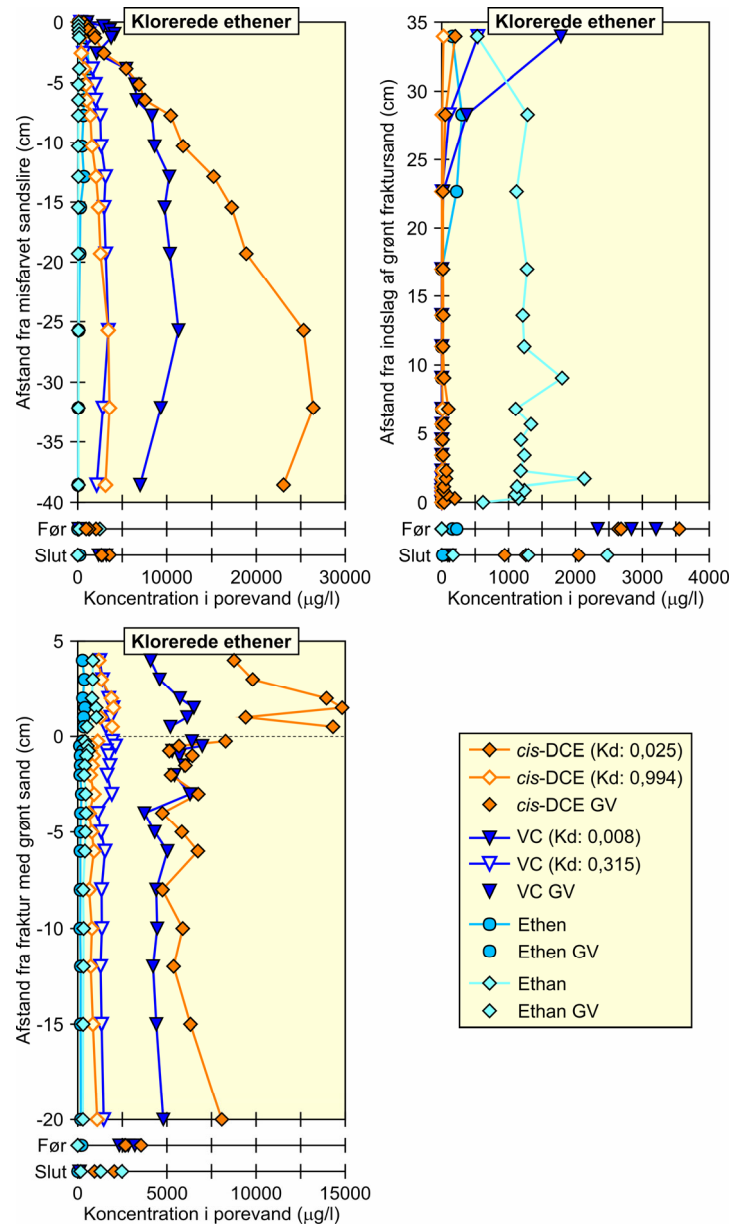 Klorerede ethener
0
-5
-10
-15
-20
-25
-30
-35
-40
Afstand fra misfarvet sandslire (cm)
Før
Slut
0
10000
20000
30000
Koncentration i porevand (µg/l)
Klorerede ethener
35
30
25
20
15
10
5
0
Afstand fra indslag af grønt fraktursand (cm)
Før
Slut
0
1000
2000
3000
4000
Koncentration i porevand (µg/l)
Klorerede ethener
5
0
-5
-10
-15
-20
Afstand fra fraktur med grønt sand (cm)
Før
Slut
0
5000
10000
15000
Koncentration i porevand (µg/l)
cis-DCE (Kd: 0,025)
cis-DCE (Kd: 0,994)
cis-DCE GV
VC (Kd: 0,008)
VC (Kd: 0,315)
VC GV
Ethen
Ethen GV
Ethan
Ethan GV